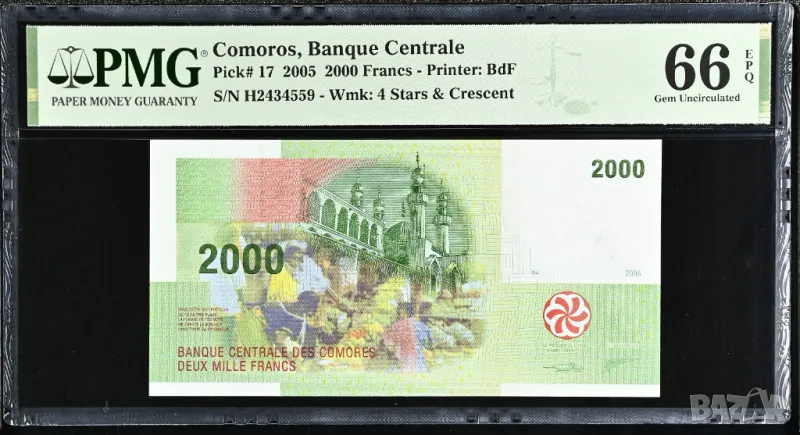 PMG®
PAPER MONEY GUARANTY
Comoros, Banque Centrale
Pick# 17 2005 2000 Francs - Printer: BdF
S/N H2434559 - Wmk: 4 Stars & Crescent
66 EPQ
Gem Uncirculated
2000
2000
2005
BANQUE CENTRALE DES COMORES
DEUX MILLE FRANCS
BAZAR